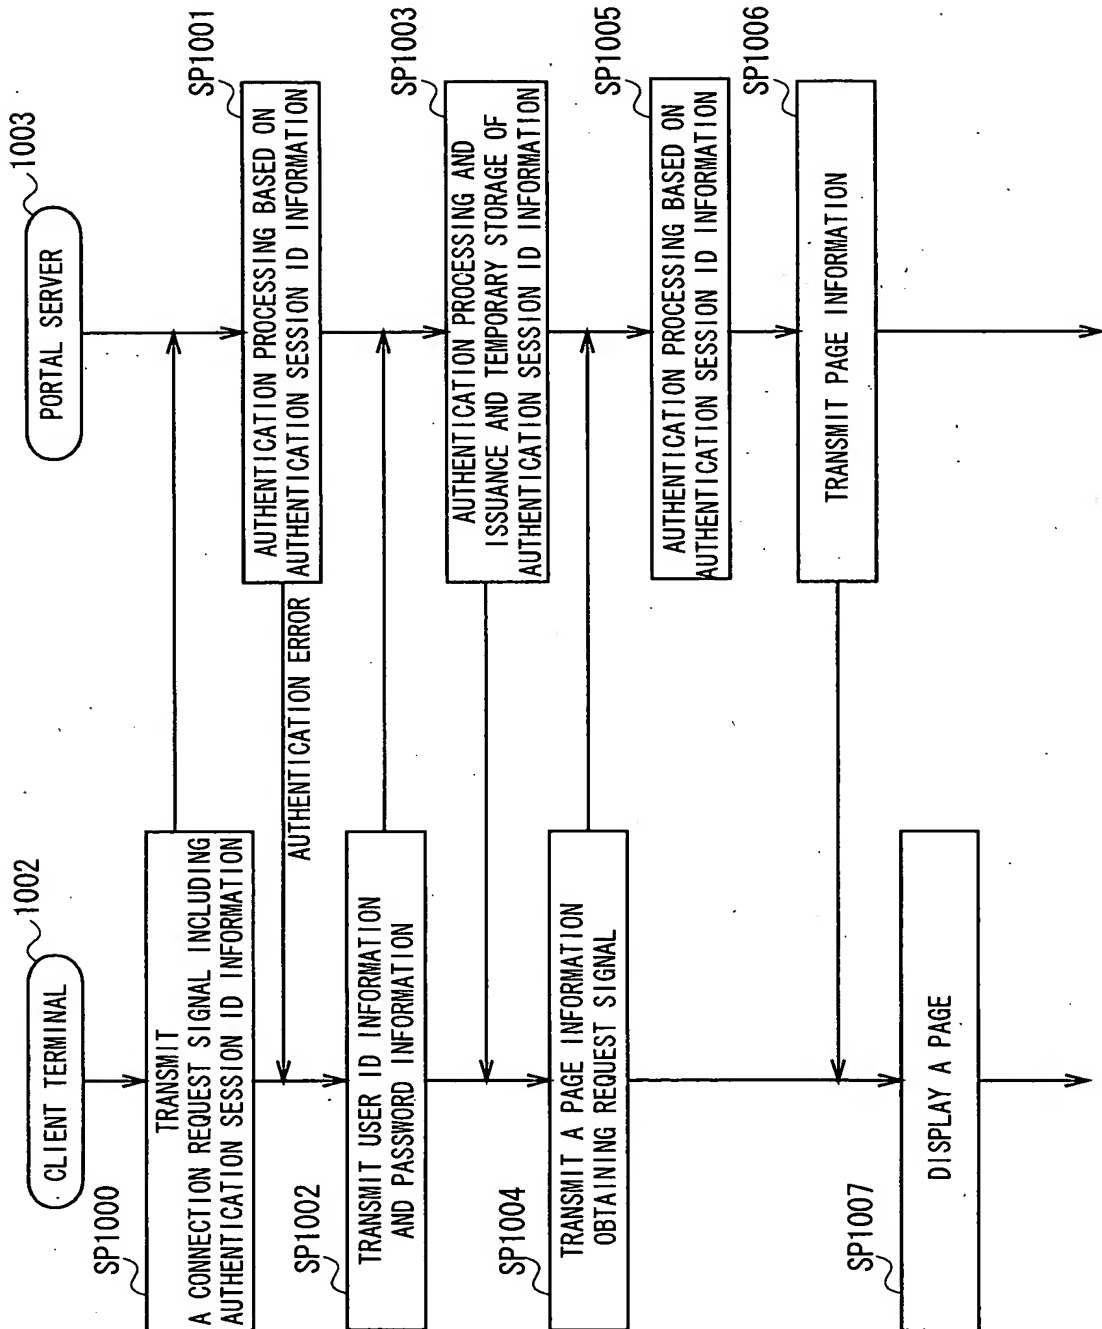 CLIENT TERMINAL
1002
PORTAL SERVER
1003
SP1000
TRANSMIT
A CONNECTION REQUEST SIGNAL INCLUDING
AUTHENTICATION SESSION ID INFORMATION
SP1001
AUTHENTICATION PROCESSING BASED ON
AUTHENTICATION SESSION ID INFORMATION
AUTHENTICATION ERROR
SP1002
TRANSMIT USER ID INFORMATION
AND PASSWORD INFORMATION
SP1003
AUTHENTICATION PROCESSING AND
ISSUANCE AND TEMPORARY STORAGE OF
AUTHENTICATION SESSION ID INFORMATION
SP1004
TRANSMIT A PAGE INFORMATION
OBTAINING REQUEST SIGNAL
SP1005
AUTHENTICATION PROCESSING BASED ON
AUTHENTICATION SESSION ID INFORMATION
SP1006
TRANSMIT PAGE INFORMATION
SP1007
DISPLAY A PAGE